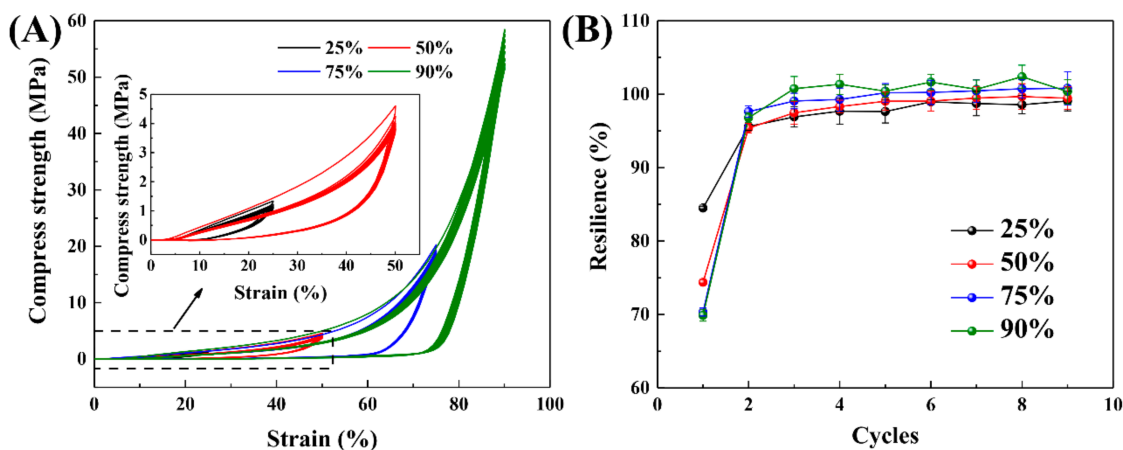 (A)
60
50
40
30
20
10
0
Compress strength (MPa)
25% 50%
75% 90%
5
4
3
2
1
0
Compress strength (MPa)
0 10 20 30 40 50
Strain (%)
0 20 40 60 80 100
Strain (%)
(B)
110
100
90
80
70
60
Resilience (%)
25%
50%
75%
90%
0 2 4 6 8 10
Cycles